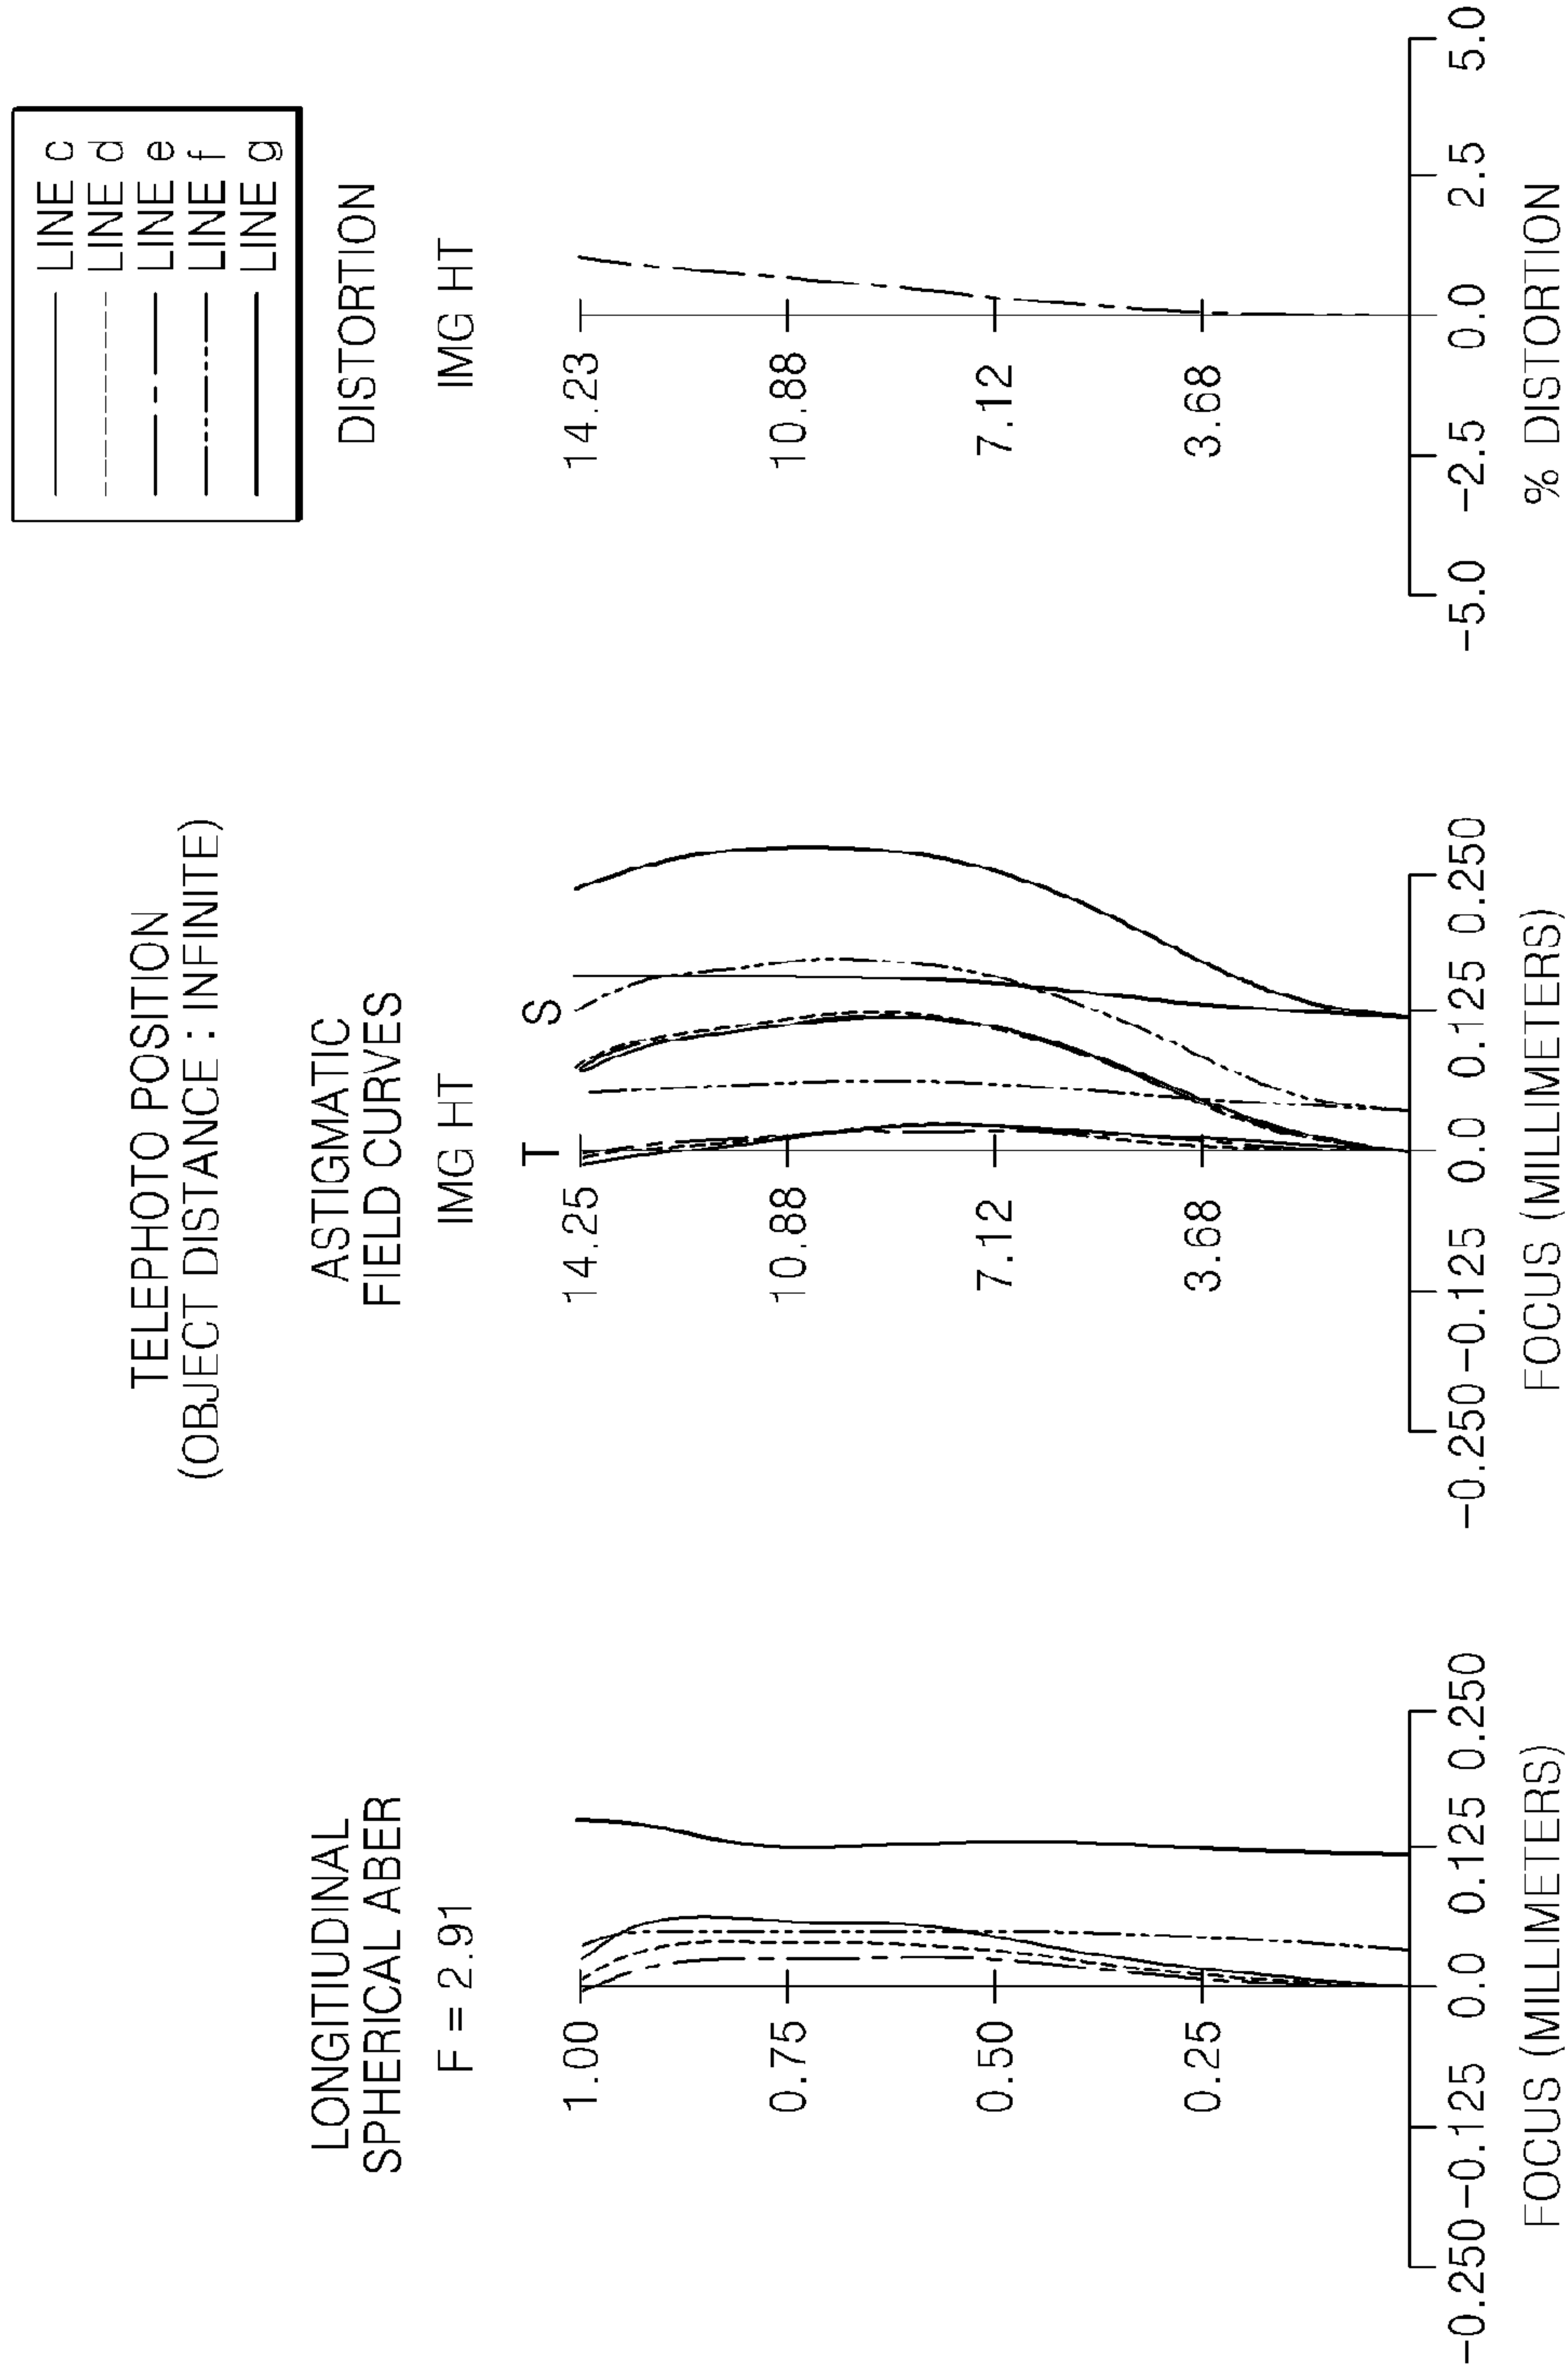 TELEPHOTO POSITION
(OBJECT DISTANCE : INFINITE)
LINE c
LINE d
LINE e
LINE f
LINE g
LONGITIUDINAL
SPHERICAL ABER
F = 2.91
1.00
0.75
0.50
0.25
-0.250 -0.125 0.0 0.125 0.250
FOCUS (MILLIMETERS)
ASTIGMATIC
FIELD CURVES
IMG HT
T S
14.25
10.88
7.12
3.68
-0.250 -0.125 0.0 0.125 0.250
FOCUS (MILLIMETERS)
DISTORTION
IMG HT
14.23
10.88
7.12
3.68
-5.0 -2.5 0.0 2.5 5.0
% DISTORTION